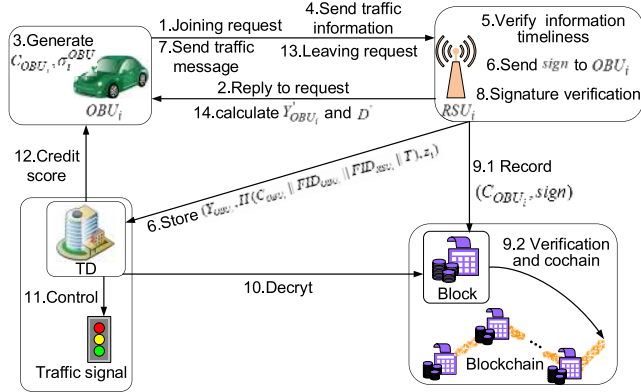 1.Joining request
4.Send traffic information
3.Generate
C_OBU_i, σ_i^OBU
OBU_i
7.Send traffic message
13.Leaving request
2.Reply to request
14.calculate Y'_OBU_i and D'
5.Verify information timeliness
6.Send sign to OBU_i
8.Signature verification
RSU_i
12.Credit score
6.Store (Y_OBU_i, H(C_OBU_i || FID_OBU_i || FID_RSU_i || T), z_i)
9.1 Record
(C_OBU_i, sign)
TD
11.Control
Traffic signal
10.Decryt
Block
9.2 Verification and cochain
Blockchain